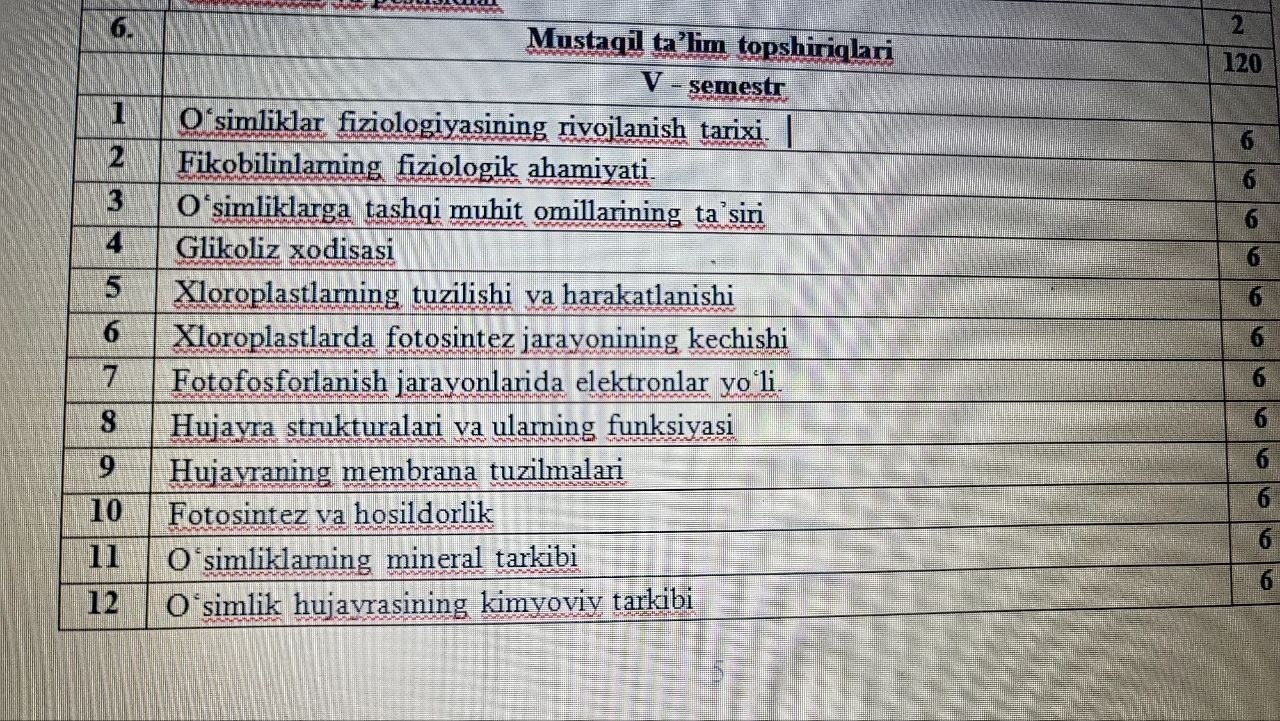 2
6. Mustaqil ta’lim topshiriqlari 120
V - semestr
1 O‘simliklar fiziologiyasining rivojlanish tarixi. 6
2 Fikobilinlarning fiziologik ahamiyati. 6
3 O‘simliklarga tashqi muhit omillarining ta’siri 6
4 Glikoliz xodisasi 6
5 Xloroplastlarning tuzilishi va harakatlanishi 6
6 Xloroplastlarda fotosintez jarayonining kechishi 6
7 Fotofosforlanish jarayonlarida elektronlar yo‘li. 6
8 Hujayra strukturalari va ularning funksiyasi 6
9 Hujayraning membrana tuzilmalari 6
10 Fotosintez va hosildorlik 6
11 O‘simliklarning mineral tarkibi 6
12 O‘simlik hujayrasining kimyoviy tarkibi 6
5